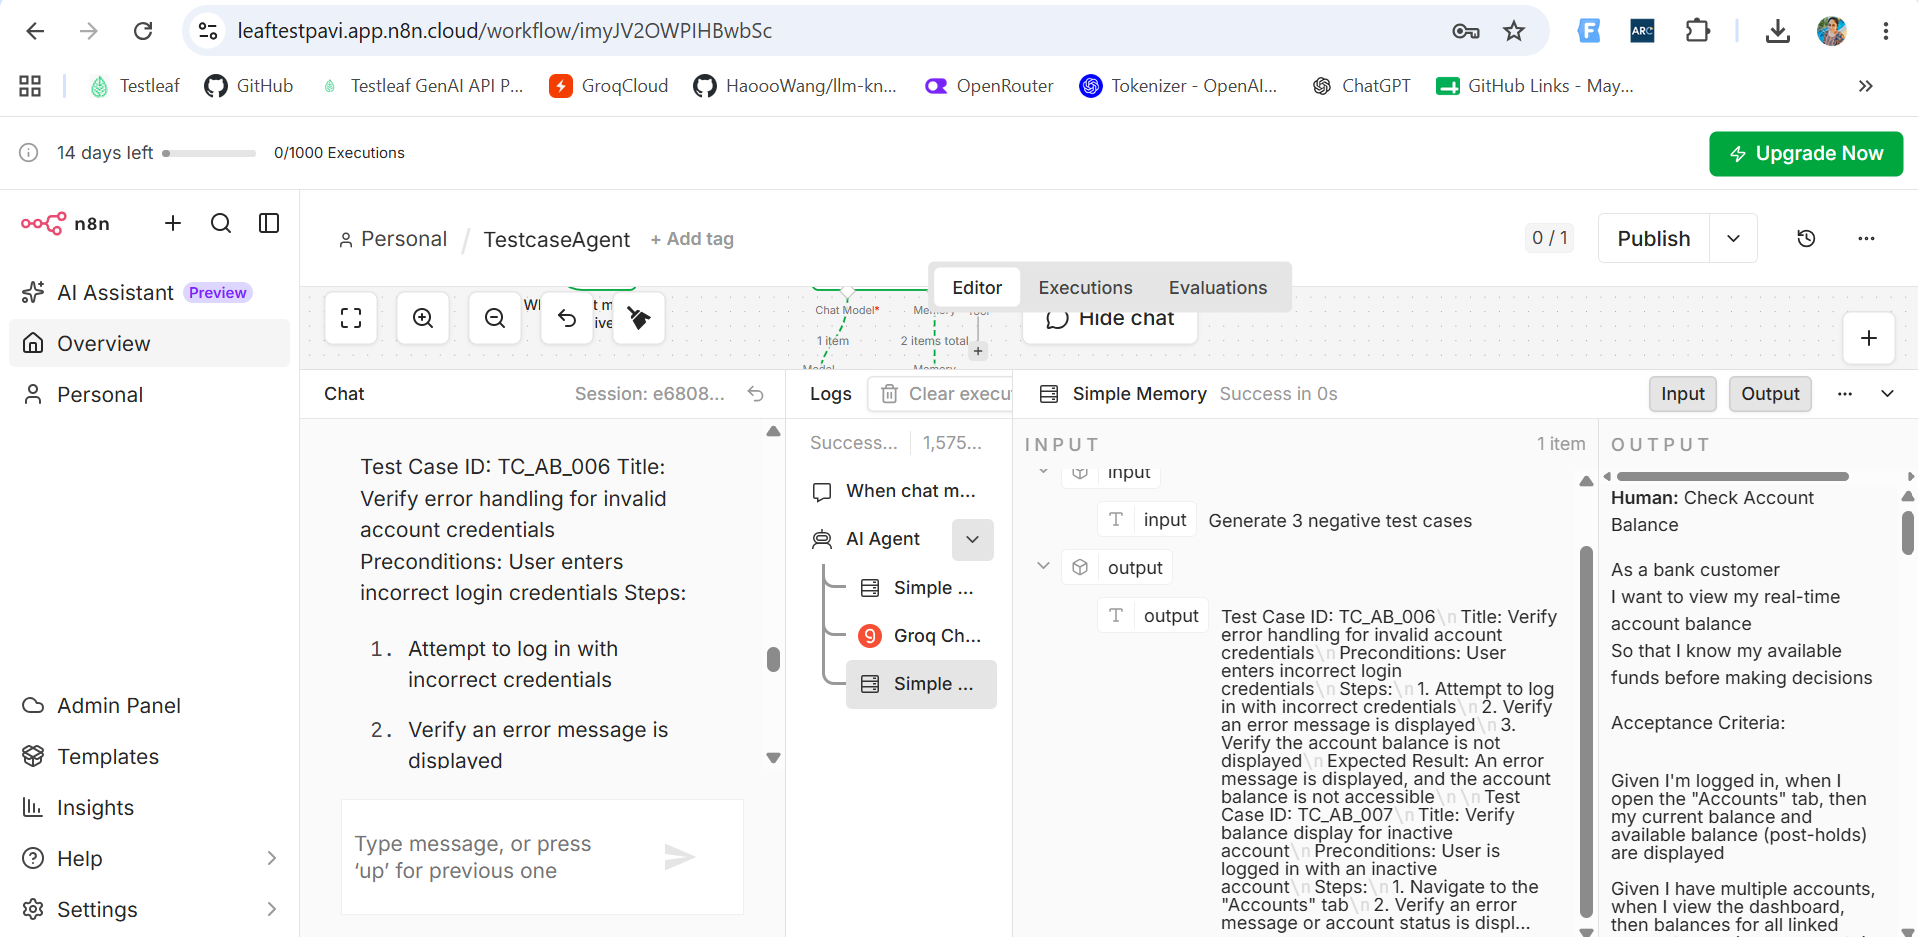 leaftestpavi.app.n8n.cloud/workflow/imyJV2OWPIHBwbSc
ARC
Testleaf
GitHub
Testleaf GenAI API P...
GroqCloud
HaoooWang/llm-kn...
OpenRouter
Tokenizer - OpenAI...
ChatGPT
GitHub Links - May...
14 days left
0/1000 Executions
Upgrade Now
n8n
AI Assistant Preview
Overview
Personal
Admin Panel
Templates
Insights
Help
Settings
Personal / TestcaseAgent + Add tag
0 / 1
Publish
Editor
Executions
Evaluations
Chat Model*
1 item
2 items total
Hide chat
Chat
Session: e6808...
Test Case ID: TC_AB_006 Title:
Verify error handling for invalid
account credentials
Preconditions: User enters
incorrect login credentials Steps:
1. Attempt to log in with
incorrect credentials
2. Verify an error message is
displayed
Type message, or press
‘up’ for previous one
Logs
Clear execu
Success...
1,575...
When chat m...
AI Agent
Simple ...
Groq Ch...
Simple ...
Simple Memory Success in 0s
Input
Output
INPUT
1 item
input
input Generate 3 negative test cases
output
output
Test Case ID: TC_AB_006\nTitle: Verify
error handling for invalid account
credentials\nPreconditions: User
enters incorrect login
credentials\nSteps:\n1. Attempt to log
in with incorrect credentials\n2. Verify
an error message is displayed\n3.
Verify the account balance is not
displayed\nExpected Result: An error
message is displayed, and the account
balance is not accessible\n\nTest
Case ID: TC_AB_007\nTitle: Verify
balance display for inactive
account\nPreconditions: User is
logged in with an inactive
account\nSteps:\n1. Navigate to the
"Accounts" tab\n2. Verify an error
message or account status is displ...
OUTPUT
Human: Check Account
Balance
As a bank customer
I want to view my real-time
account balance
So that I know my available
funds before making decisions
Acceptance Criteria:
Given I'm logged in, when I
open the "Accounts" tab, then
my current balance and
available balance (post-holds)
are displayed
Given I have multiple accounts,
when I view the dashboard,
then balances for all linked